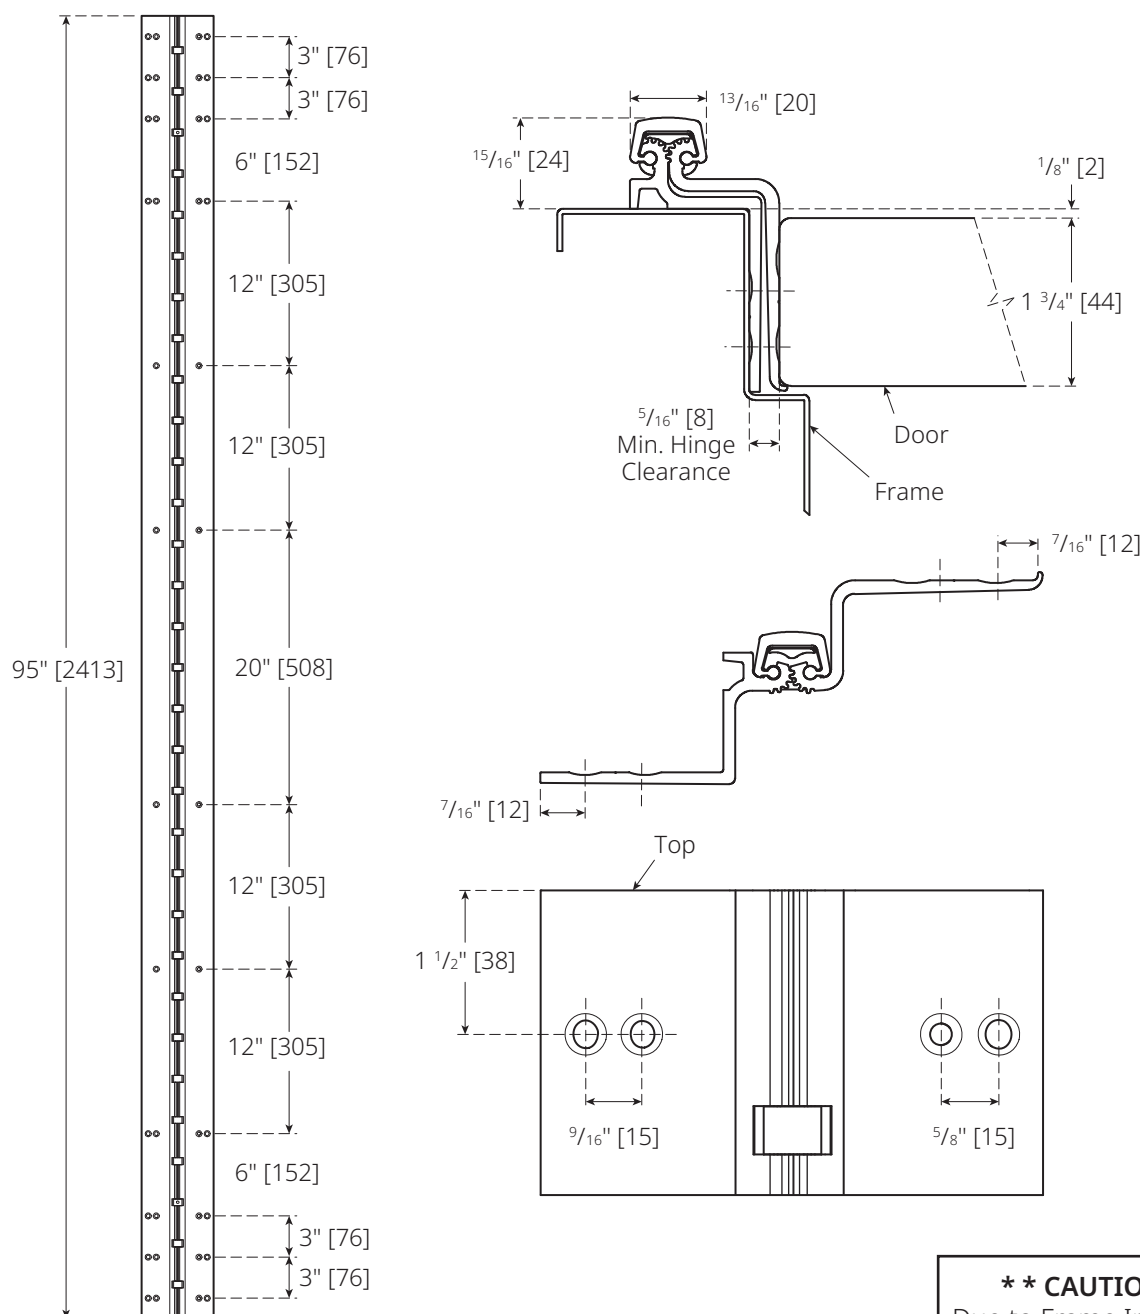 3" [76]
3" [76]
6" [152]
12" [305]
12" [305]
95" [2413]
20" [508]
12" [305]
12" [305]
6" [152]
3" [76]
3" [76]
13/16" [20]
15/16" [24]
1/8" [2]
1 3/4" [44]
5/16" [8]
Min. Hinge
Clearance
Door
Frame
7/16" [12]
7/16" [12]
Top
1 1/2" [38]
9/16" [15]
5/8" [15]
* * CAUTIO